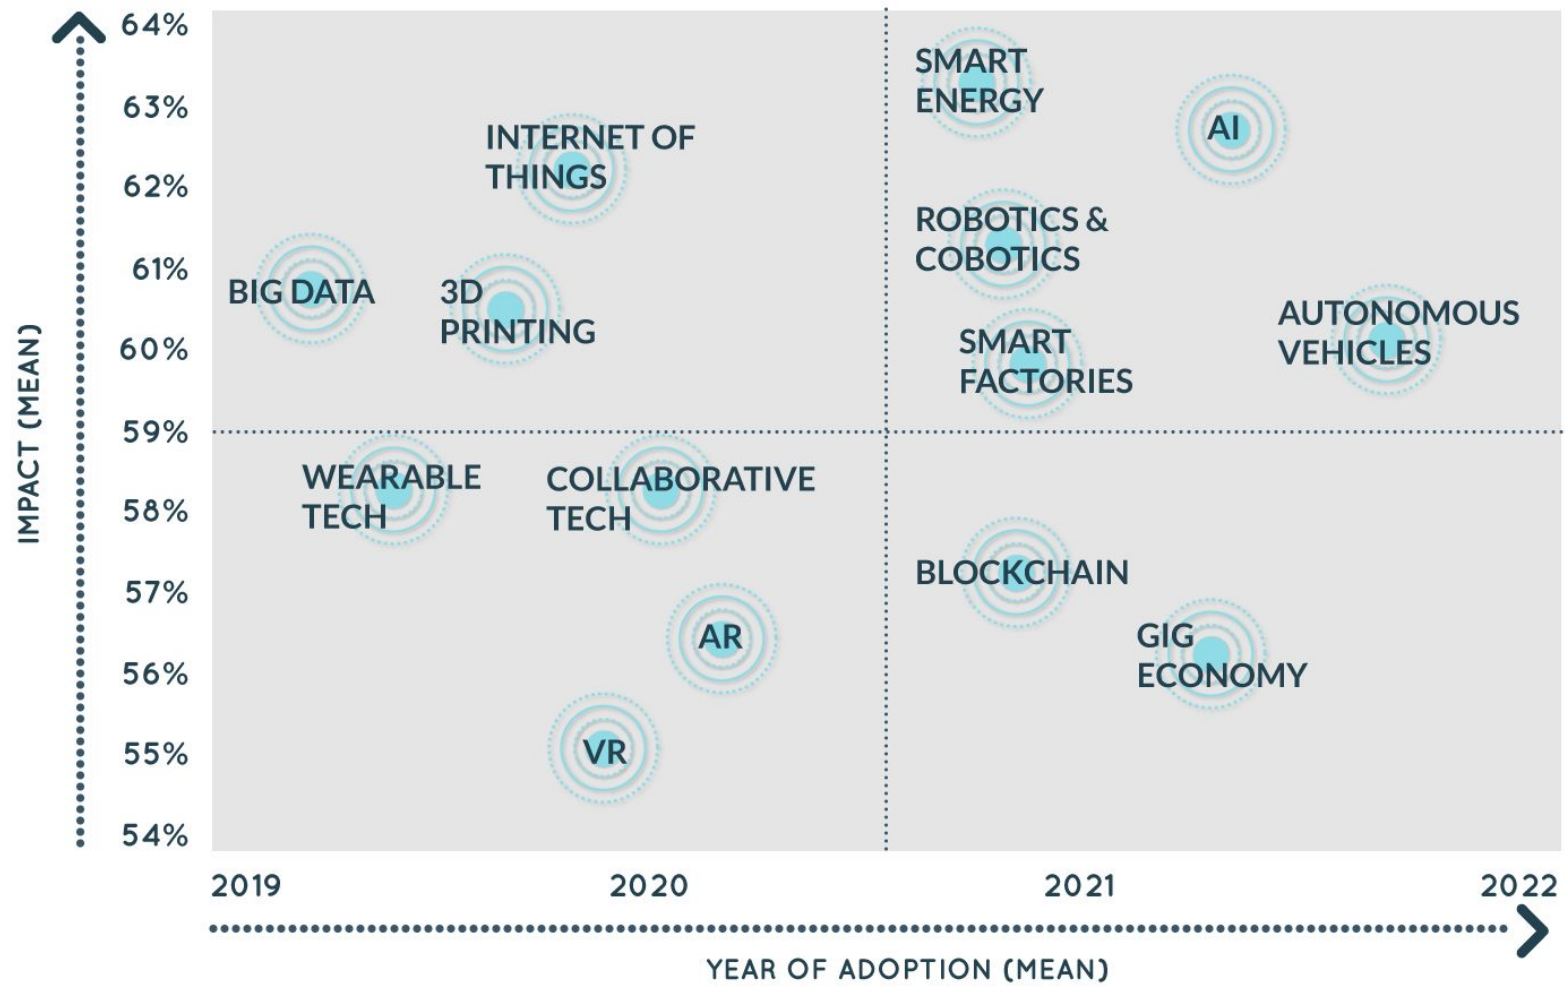 64%
63%
62%
61%
60%
59%
58%
57%
56%
55%
54%
IMPACT (MEAN)
SMART
ENERGY
AI
INTERNET OF
THINGS
ROBOTICS &
COBOTICS
BIG DATA
3D
PRINTING
AUTONOMOUS
VEHICLES
SMART
FACTORIES
WEARABLE
TECH
COLLABORATIVE
TECH
BLOCKCHAIN
AR
GIG
ECONOMY
VR
2019
2020
2021
2022
YEAR OF ADOPTION (MEAN)